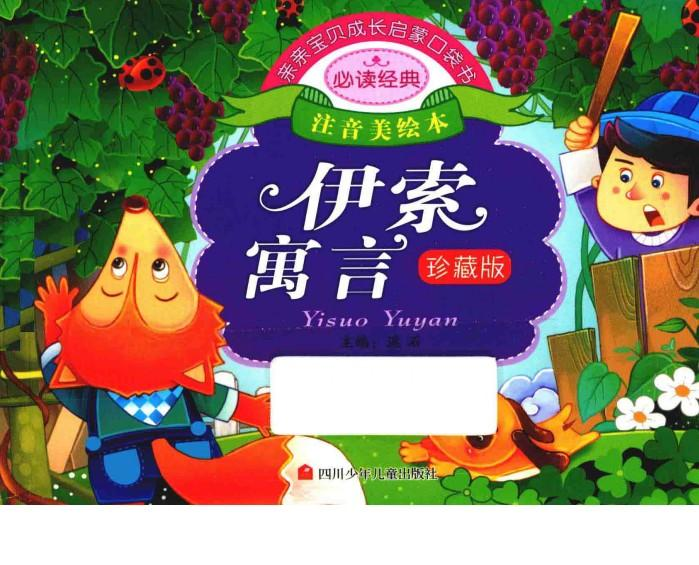 亲亲宝贝成长启蒙口袋书
必读经典
注音美绘本
伊索
寓言
珍藏版
Yisuo Yuyan
主编:
四川少年儿童出版社